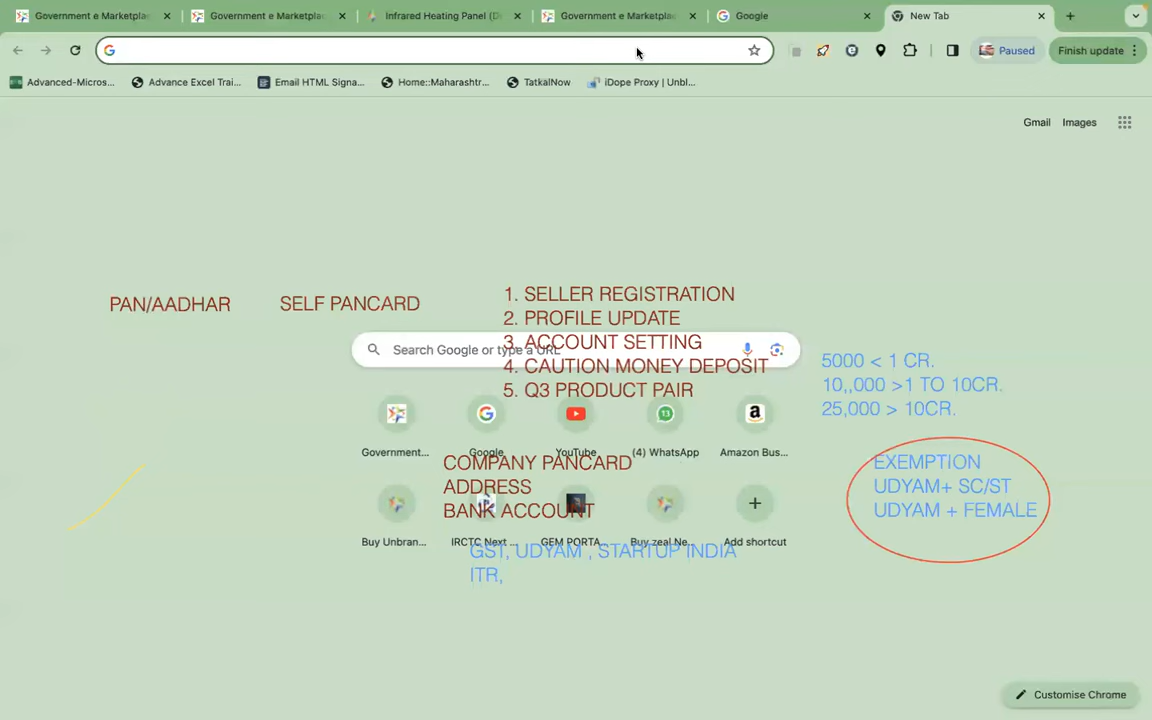 Government e Marketplac
Government e Marketplac
Infrared Heating Panel (De
Government e Marketplac
Google
New Tab
Paused
Finish update
Advanced-Micros...
Advance Excel Trai...
Email HTML Signa...
Home::Maharashtr...
TatkalNow
iDope Proxy | Unbl...
Gmail
Images
PAN/AADHAR
SELF PANCARD
1. SELLER REGISTRATION
2. PROFILE UPDATE
3. ACCOUNT SETTING
Search Google or type a URL
4. CAUTION MONEY DEPOSIT
5. Q3 PRODUCT PAIR
5000 < 1 CR.
10,,000 >1 TO 10CR.
25,000 > 10CR.
13
Government...
Google
YouTube
(4) WhatsApp
Amazon Bus...
COMPANY PANCARD
ADDRESS
BANK ACCOUNT
EXEMPTION
UDYAM+ SC/ST
UDYAM + FEMALE
Buy Unbran...
IRCTC Next ...
GEM PORTA...
Buy zeal Ne...
Add shortcut
GST, UDYAM , STARTUP INDIA
ITR,
Customise Chrome